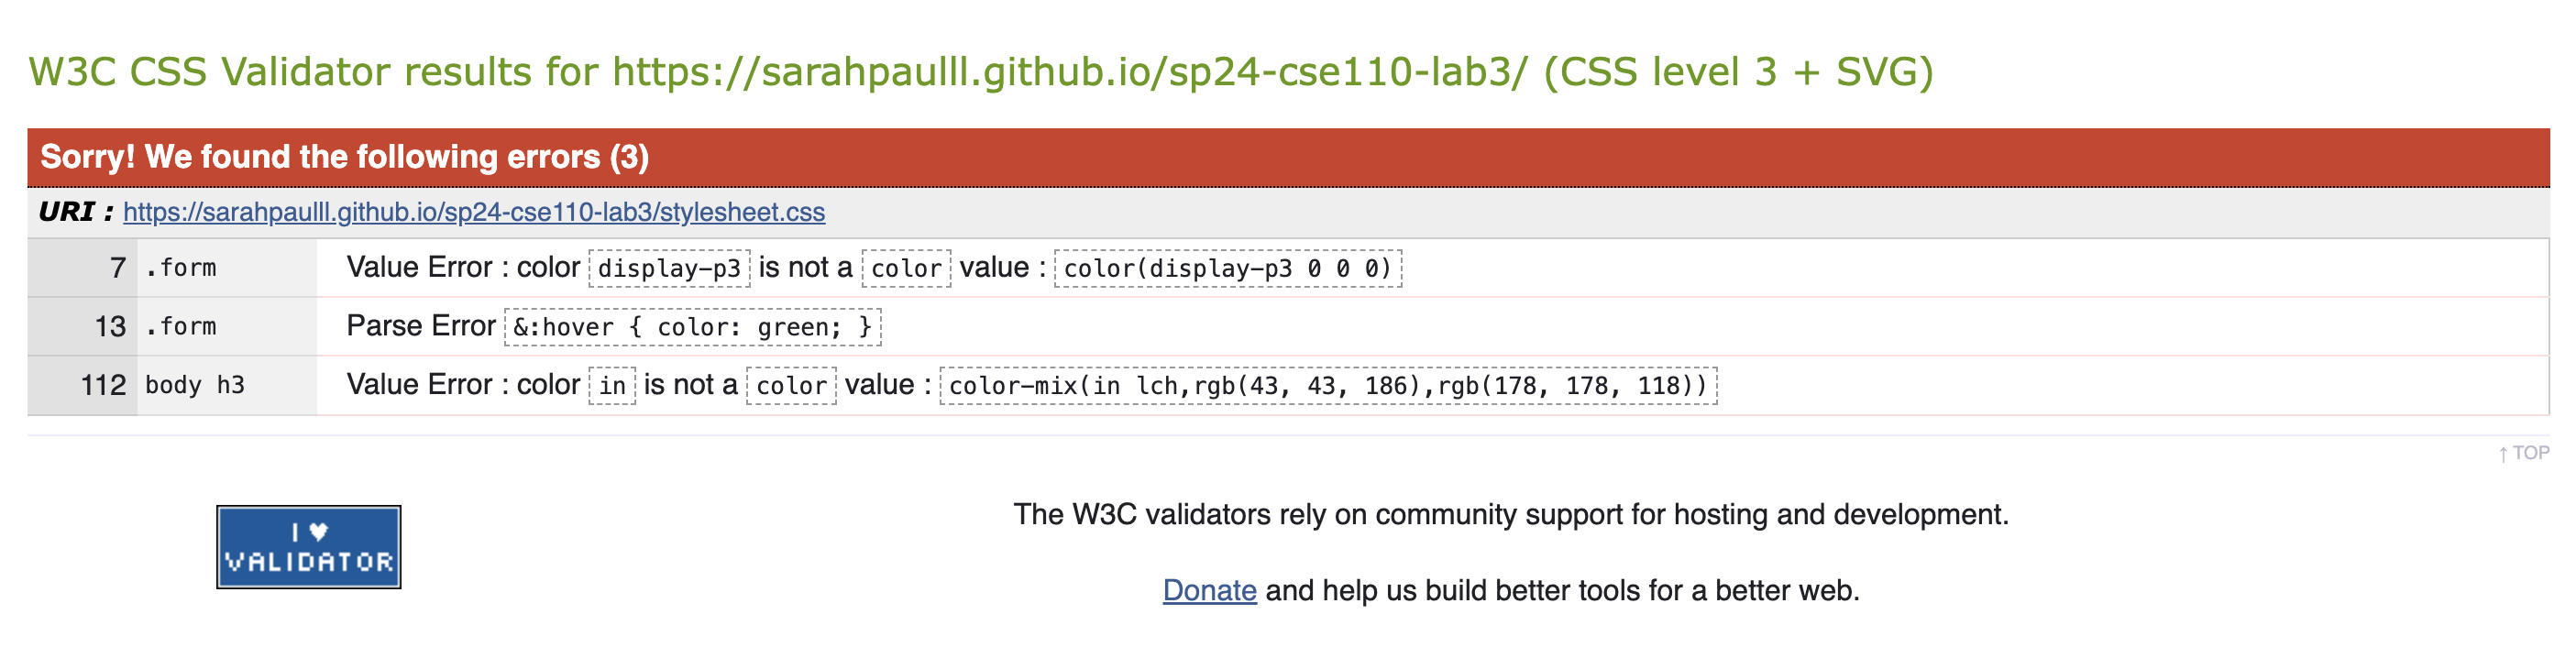 W3C CSS Validator results for https://sarahpaulll.github.io/sp24-cse110-lab3/ (CSS level 3 + SVG)
Sorry! We found the following errors (3)
URI : https://sarahpaulll.github.io/sp24-cse110-lab3/stylesheet.css
7 .form Value Error : color display-p3 is not a color value : color(display-p3 0 0 0)
13 .form Parse Error &:hover { color: green; }
112 body h3 Value Error : color in is not a color value : color-mix(in lch,rgb(43, 43, 186),rgb(178, 178, 118))
↑ TOP
I ♥
VALIDATOR
The W3C validators rely on community support for hosting and development.
Donate and help us build better tools for a better web.